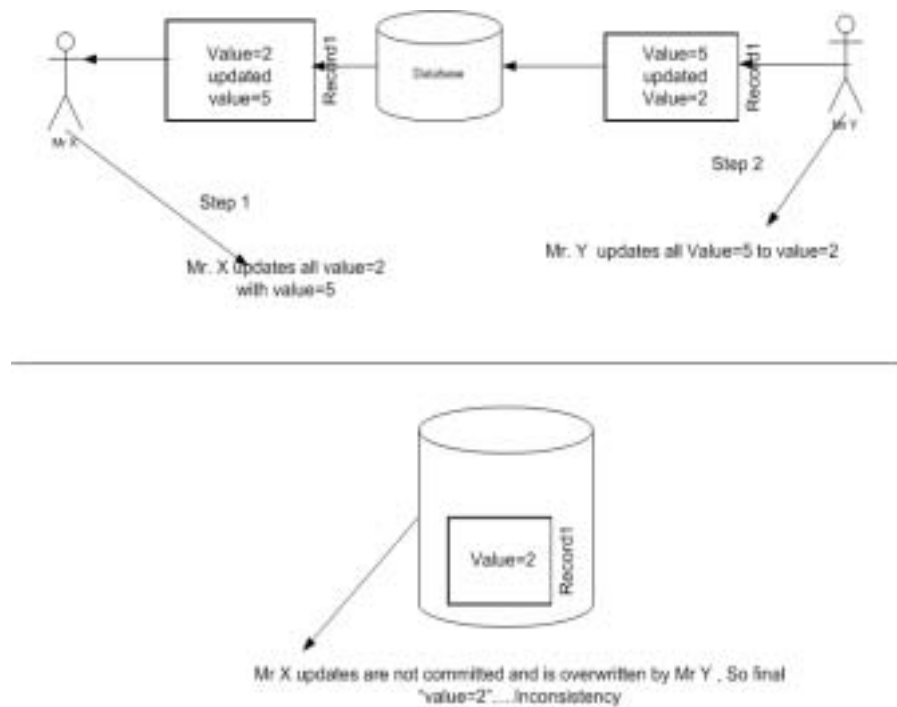 Value=2
updated
value=5
Record1
Database
Value=5
updated
Value=2
Record1
Mr X
Mr Y
Step 1
Step 2
Mr. X updates all value=2
with value=5
Mr. Y updates all Value=5 to value=2
Value=2
Record1
Mr X updates are not committed and is overwritten by Mr Y , So final
"value=2".....Inconsistency